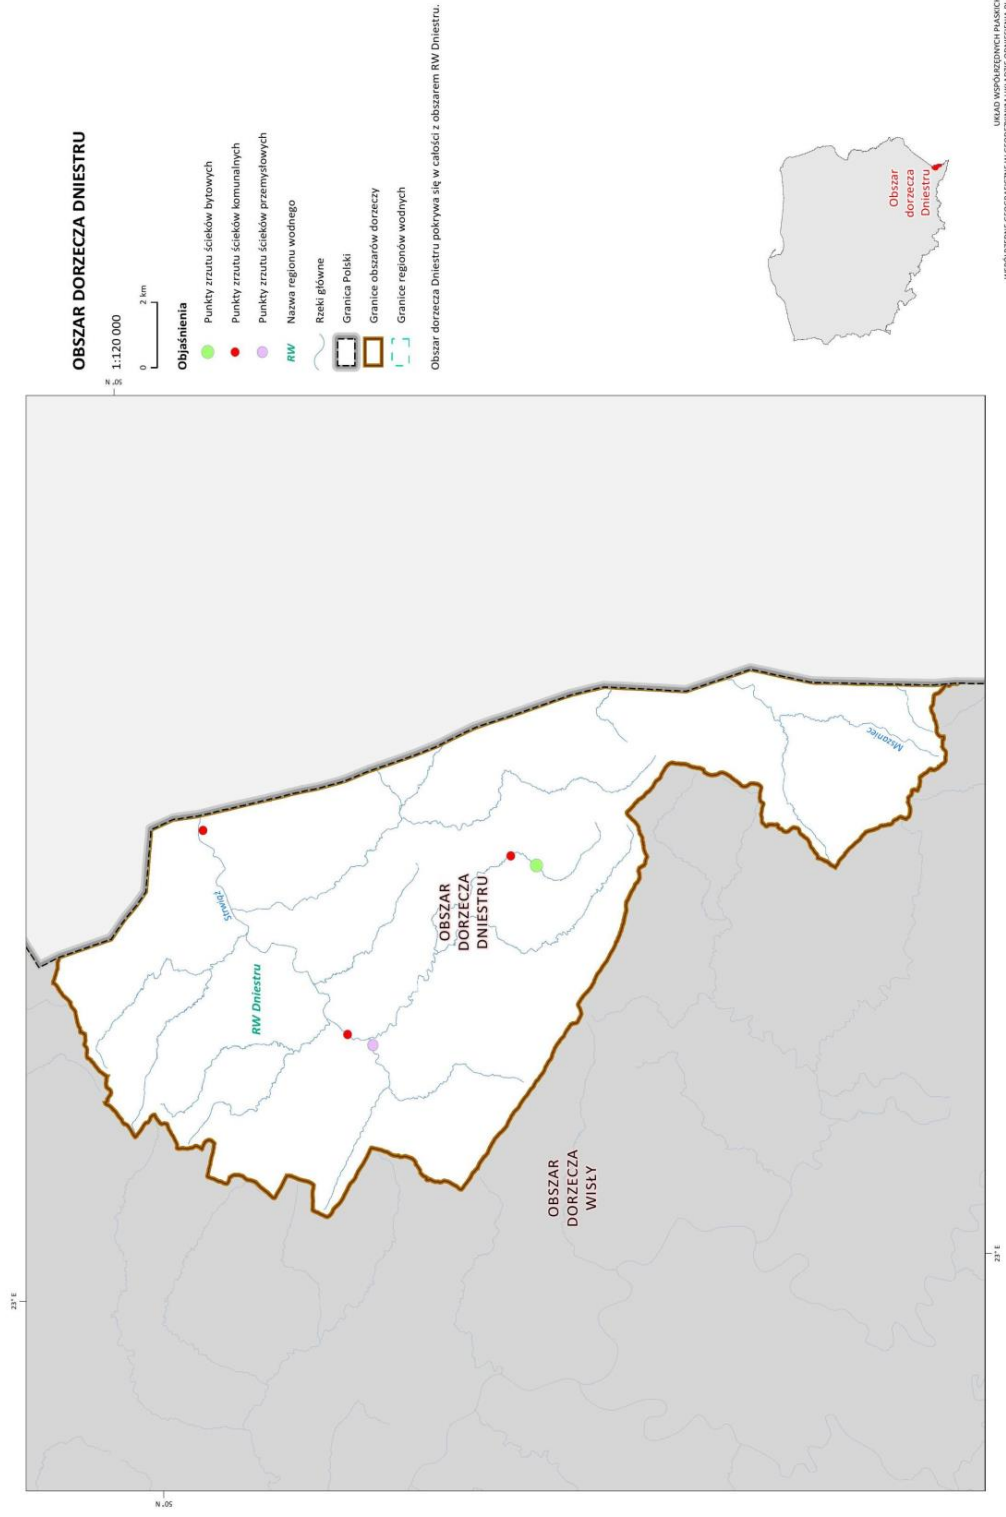 OBSZAR DORZECZA DNIESTRU
1:120 000
0 2 km
Objaśnienia
Punkty zrzutu ścieków bytowych
Punkty zrzutu ścieków komunalnych
Punkty zrzutu ścieków przemysłowych
RW Nazwa regionu wodnego
Rzeki główne
Granica Polski
Granice obszarów dorzeczy
Granice regionów wodnych
Obszar dorzecza Dniestru pokrywa się w całości z obszarem RW Dniestru.
Obszar
dorzecza
Dniestru
UKŁAD WSPÓŁRZĘDNYCH PŁASKICH
50° N
50° N
23° E
23° E
Strwiąż
RW Dniestru
OBSZAR
DORZECZA
DNIESTRU
Mszaniec
OBSZAR
DORZECZA
WISŁY